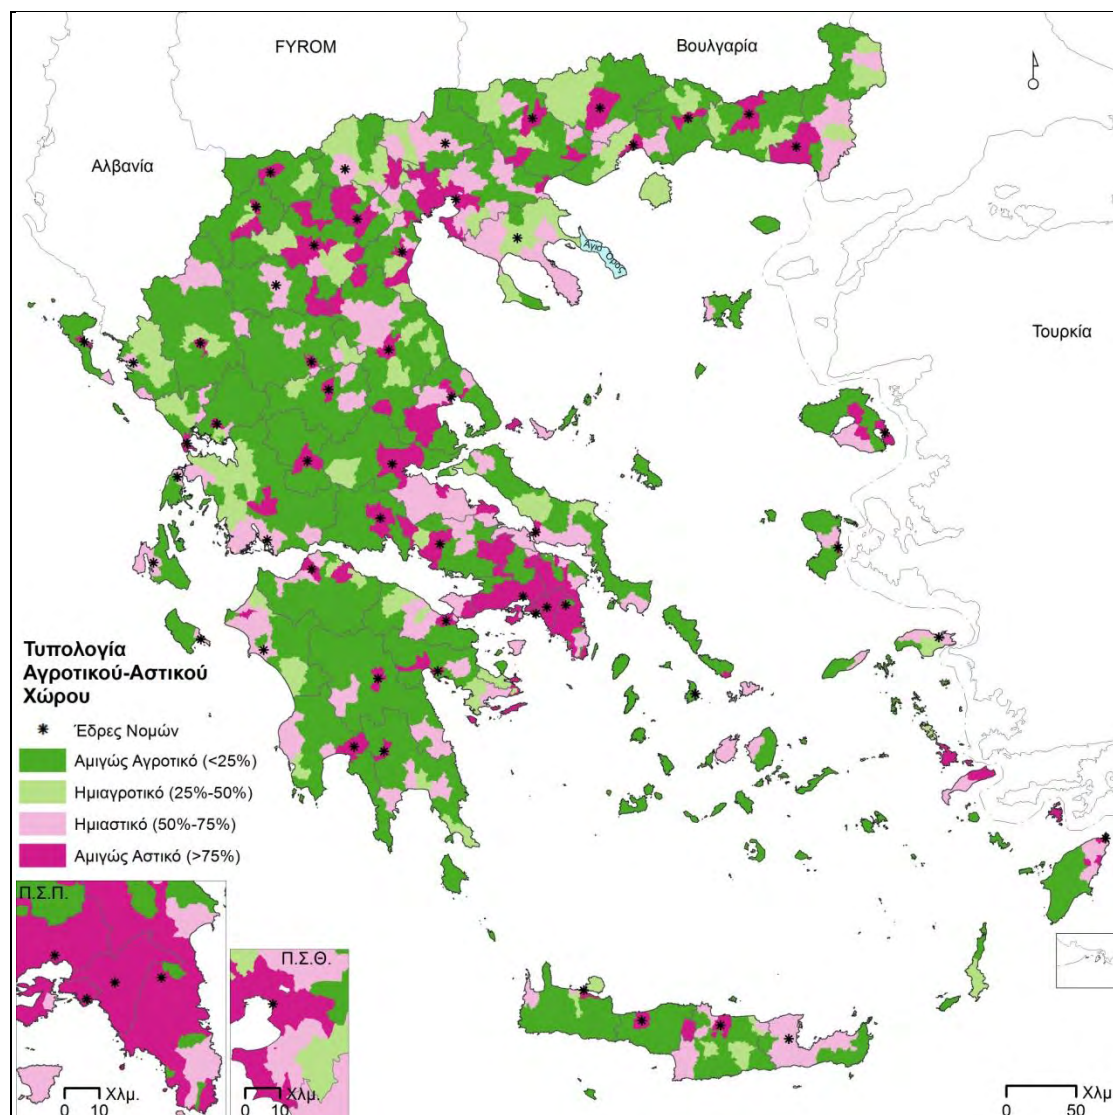 FYROM
Βουλγαρία
Αλβανία
Άγιο Όρος
Τουρκία
Τυπολογία
Αγροτικού-Αστικού
Χώρου
Έδρες Νομών
Αμιγώς Αγροτικό (<25%)
Ημιαγροτικό (25%-50%)
Ημιαστικό (50%-75%)
Αμιγώς Αστικό (>75%)
Π.Σ.Π.
Π.Σ.Θ.
Χλμ.
0 10
Χλμ.
0 10
Χλμ
0 50